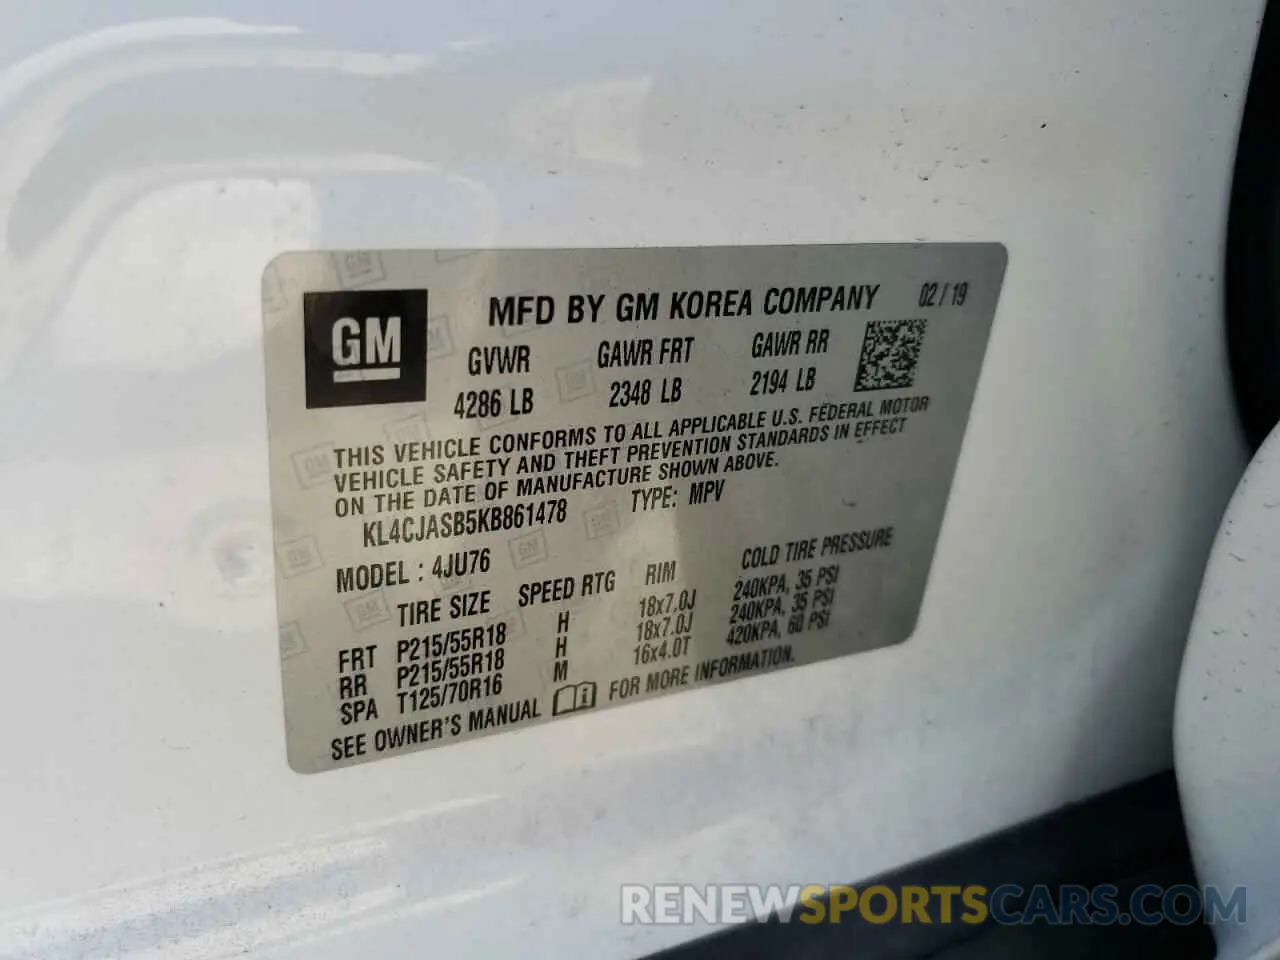 GM
MFD BY GM KOREA COMPANY 02/19
GVWR GAWR FRT GAWR RR
4286 LB 2348 LB 2194 LB
THIS VEHICLE CONFORMS TO ALL APPLICABLE U.S. FEDERAL MOTOR
VEHICLE SAFETY AND THEFT PREVENTION STANDARDS IN EFFECT
ON THE DATE OF MANUFACTURE SHOWN ABOVE.
KL4CJASB5KB861478 TYPE: MPV
MODEL : 4JU76
TIRE SIZE SPEED RTG RIM COLD TIRE PRESSURE
FRT P215/55R18 H 18x7.0J 240KPA, 35 PSI
RR P215/55R18 H 18x7.0J 240KPA, 35 PSI
SPA T125/70R16 M 16x4.0T 420KPA, 60 PSI
SEE OWNER'S MANUAL FOR MORE INFORMATION.
RENEWSPORTSCARS.COM